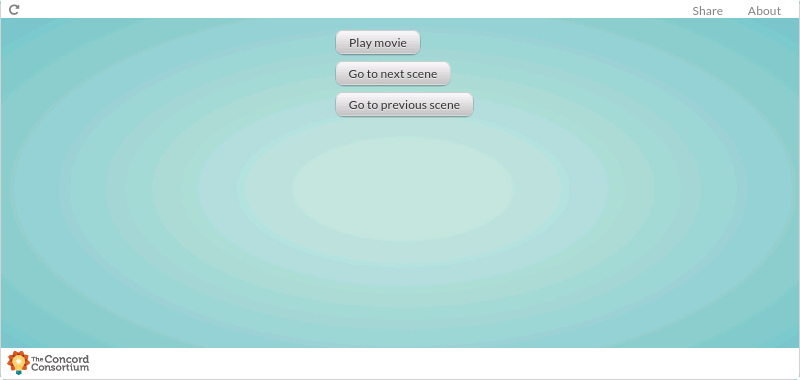 Share About
Play movie
Go to next scene
Go to previous scene
The Concord
Consortium